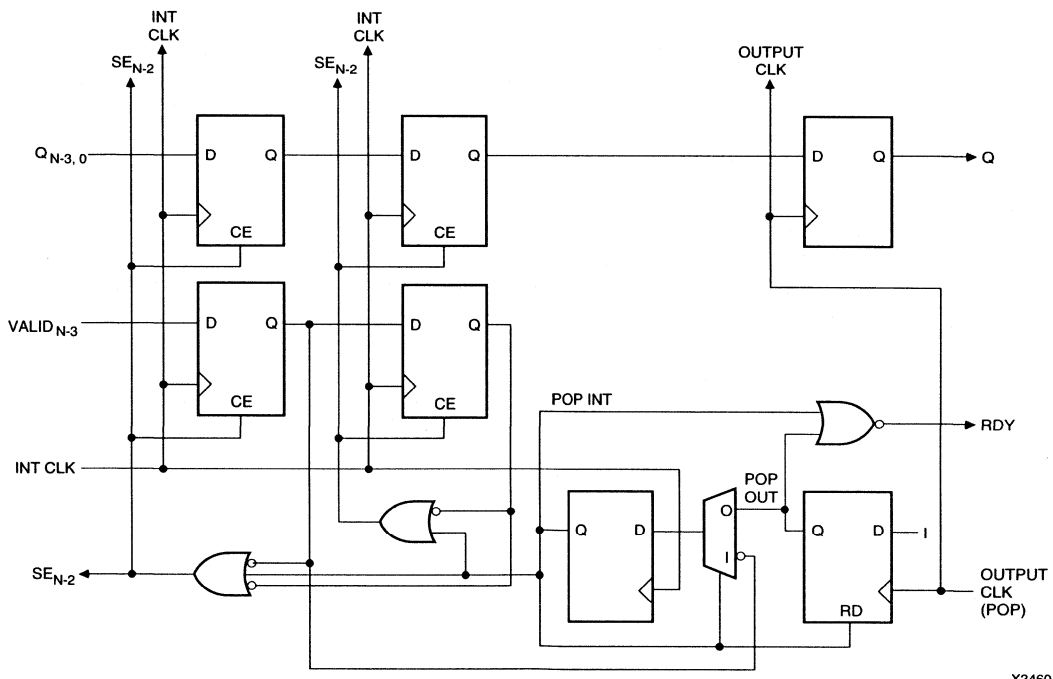 INT
CLK
INT
CLK
SE N-2
SE N-2
OUTPUT
CLK
Q N-3, 0
D Q
CE
D Q
CE
D Q
Q
VALID N-3
D Q
CE
D Q
CE
POP INT
RDY
INT CLK
POP
OUT
Q D
O
I
Q D
I
RD
SE N-2
OUTPUT
CLK
(POP)
X2460